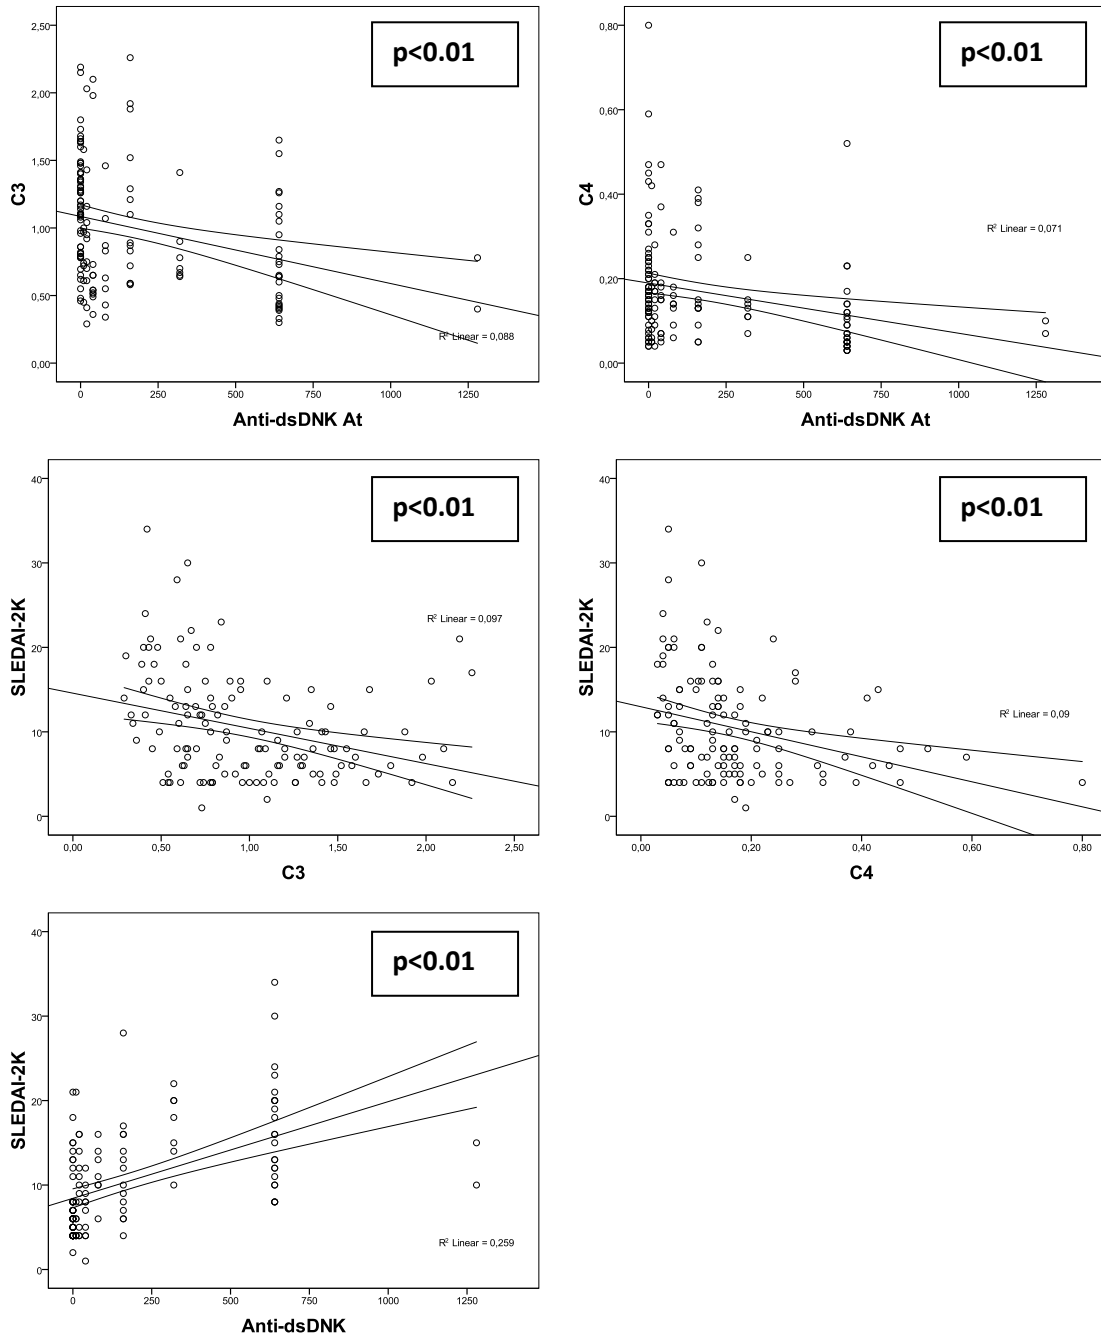 p<0.01
2,50
2,00
1,50
1,00
0,50
0,00
C3
R² Linear = 0,088
0 250 500 750 1000 1250
Anti-dsDNK At
p<0.01
0,80
0,60
0,40
0,20
0,00
C4
R² Linear = 0,071
0 250 500 750 1000 1250
Anti-dsDNK At
p<0.01
40
30
20
10
0
SLEDAI-2K
R² Linear = 0,097
0,00 0,50 1,00 1,50 2,00 2,50
C3
p<0.01
40
30
20
10
0
SLEDAI-2K
R² Linear = 0,09
0,00 0,20 0,40 0,60 0,80
C4
p<0.01
40
30
20
10
0
SLEDAI-2K
R² Linear = 0,259
0 250 500 750 1000 1250
Anti-dsDNK